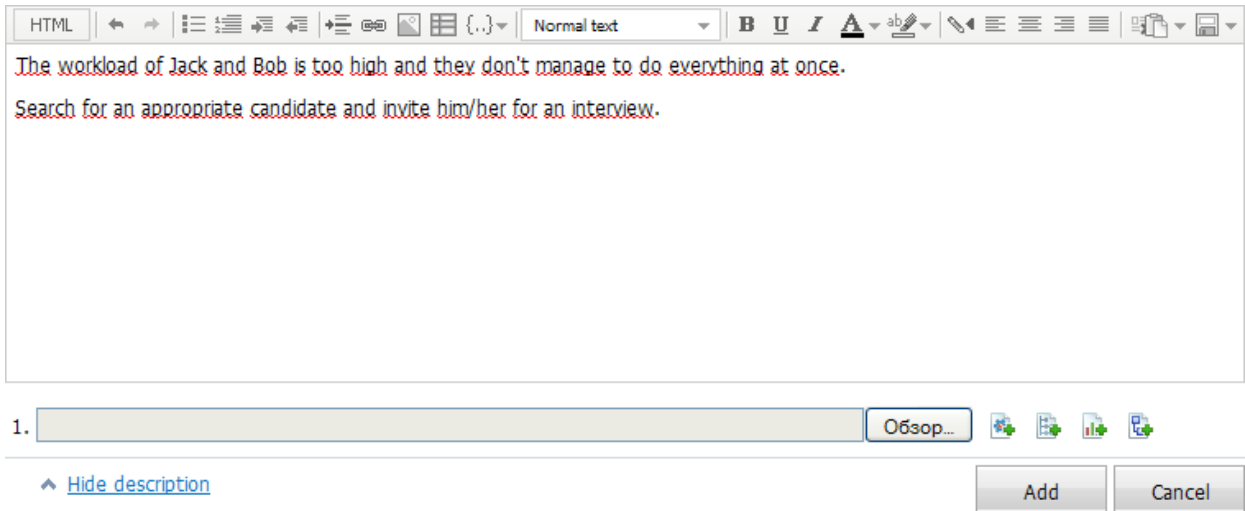 HTML {..} Normal text B U I A ab
The workload of Jack and Bob is too high and they don't manage to do everything at once.
Search for an appropriate candidate and invite him/her for an interview.
1. Обзор...
Hide description Add Cancel